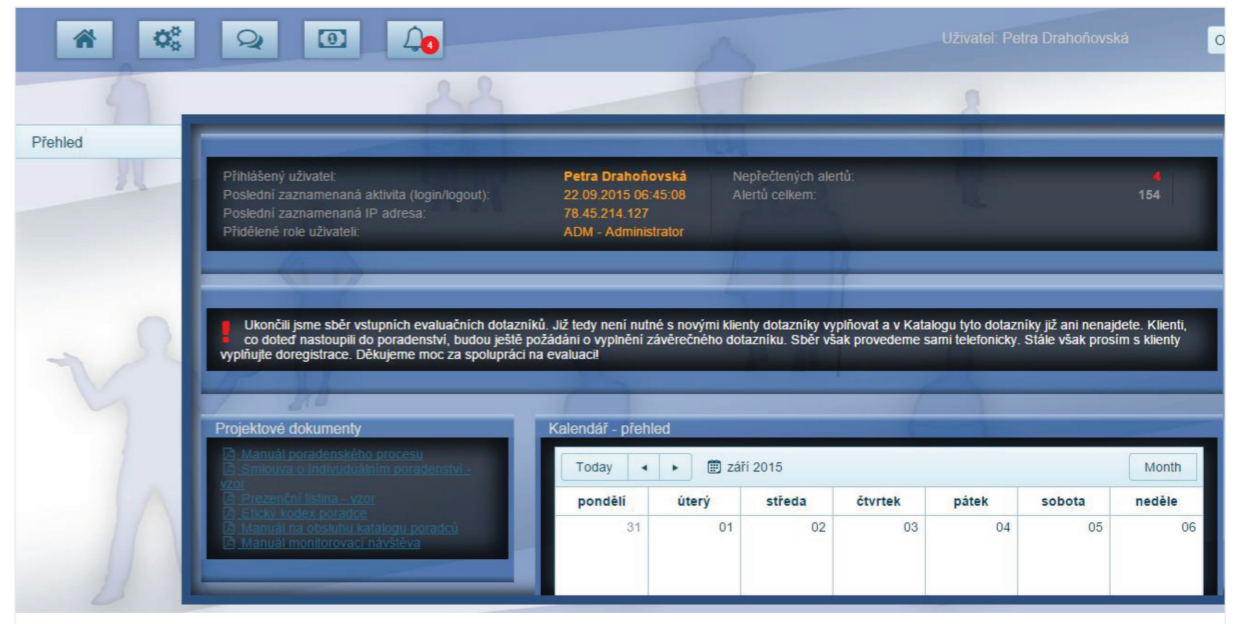 4
Uživatel: Petra Drahoňovská
Přehled
Přihlášený uživatel: Petra Drahoňovská Nepřečtených alertů: 4
Poslední zaznamenaná aktivita (login/logout): 22.09.2015 06:45:08 Alertů celkem: 154
Poslední zaznamenaná IP adresa: 78.45.214.127
Přidělené role uživateli: ADM - Administrator
Ukončili jsme sběr vstupních evaluačních dotazníků. Již tedy není nutné s novými klienty dotazníky vyplňovat a v Katalogu tyto dotazníky již ani nenajdete. Klienti,
co doteď nastoupili do poradenství, budou ještě požádáni o vyplnění závěrečného dotazníku. Sběr však provedeme sami telefonicky. Stále však prosím s klienty
vyplňujte doregistrace. Děkujeme moc za spolupráci na evaluaci!
Projektové dokumenty
Manuál poradenského procesu
Smlouva o individuálním poradenství -
vzor
Prezenční listina - vzor
Etický kodex poradce
Manuál na obsluhu katalogu poradců
Manuál monitorovací návštěva
Kalendář - přehled
Today září 2015 Month
pondělí úterý středa čtvrtek pátek sobota neděle
31 01 02 03 04 05 06